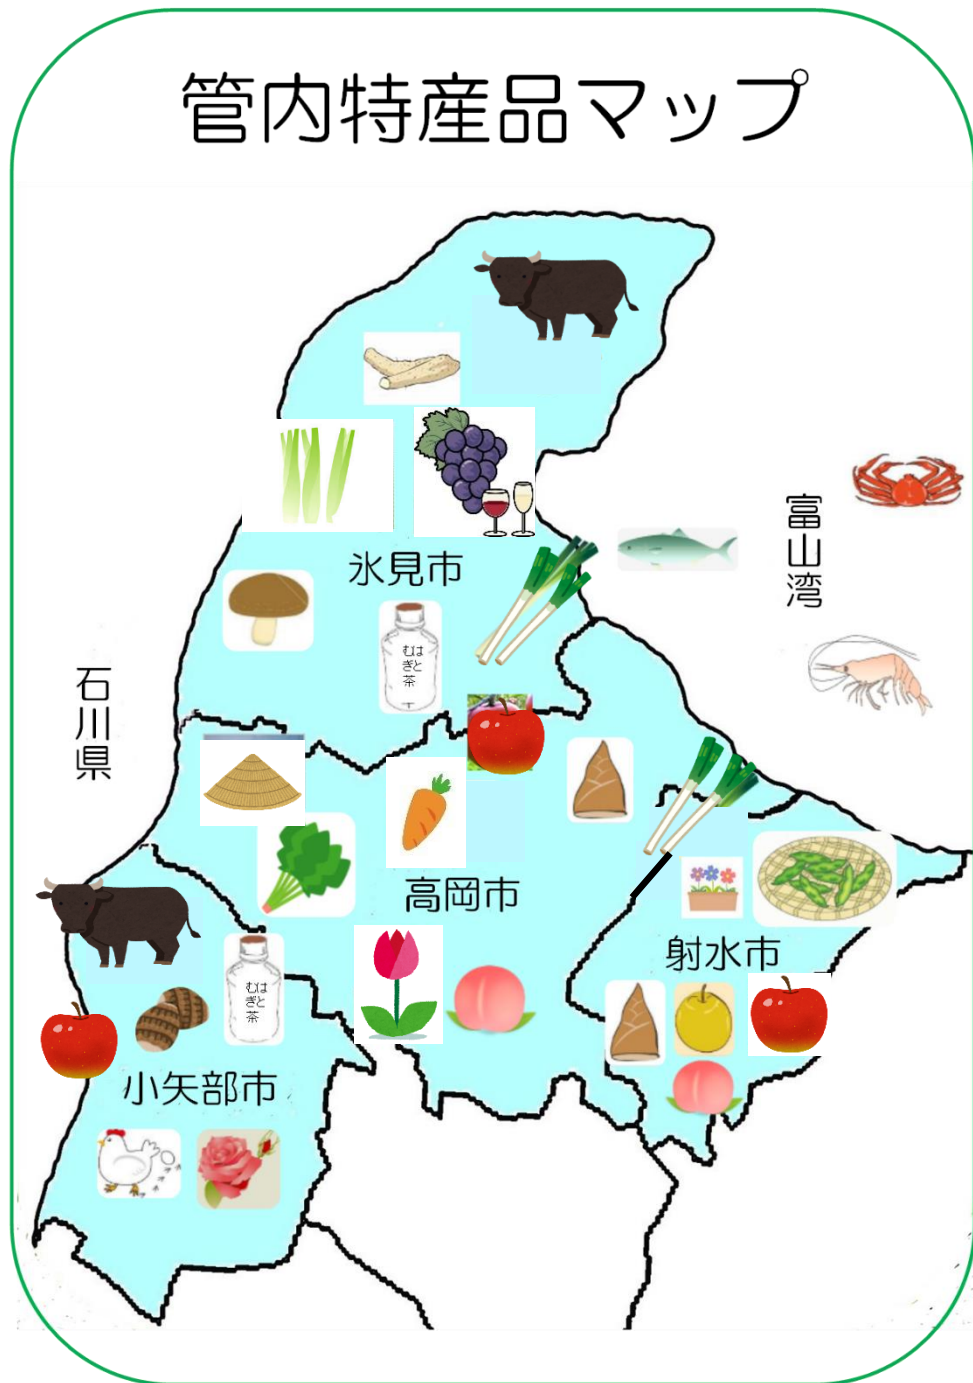 管内特産品マップ
富山湾
氷見市
はと
むぎ茶
石川県
高岡市
射水市
はと
むぎ茶
小矢部市